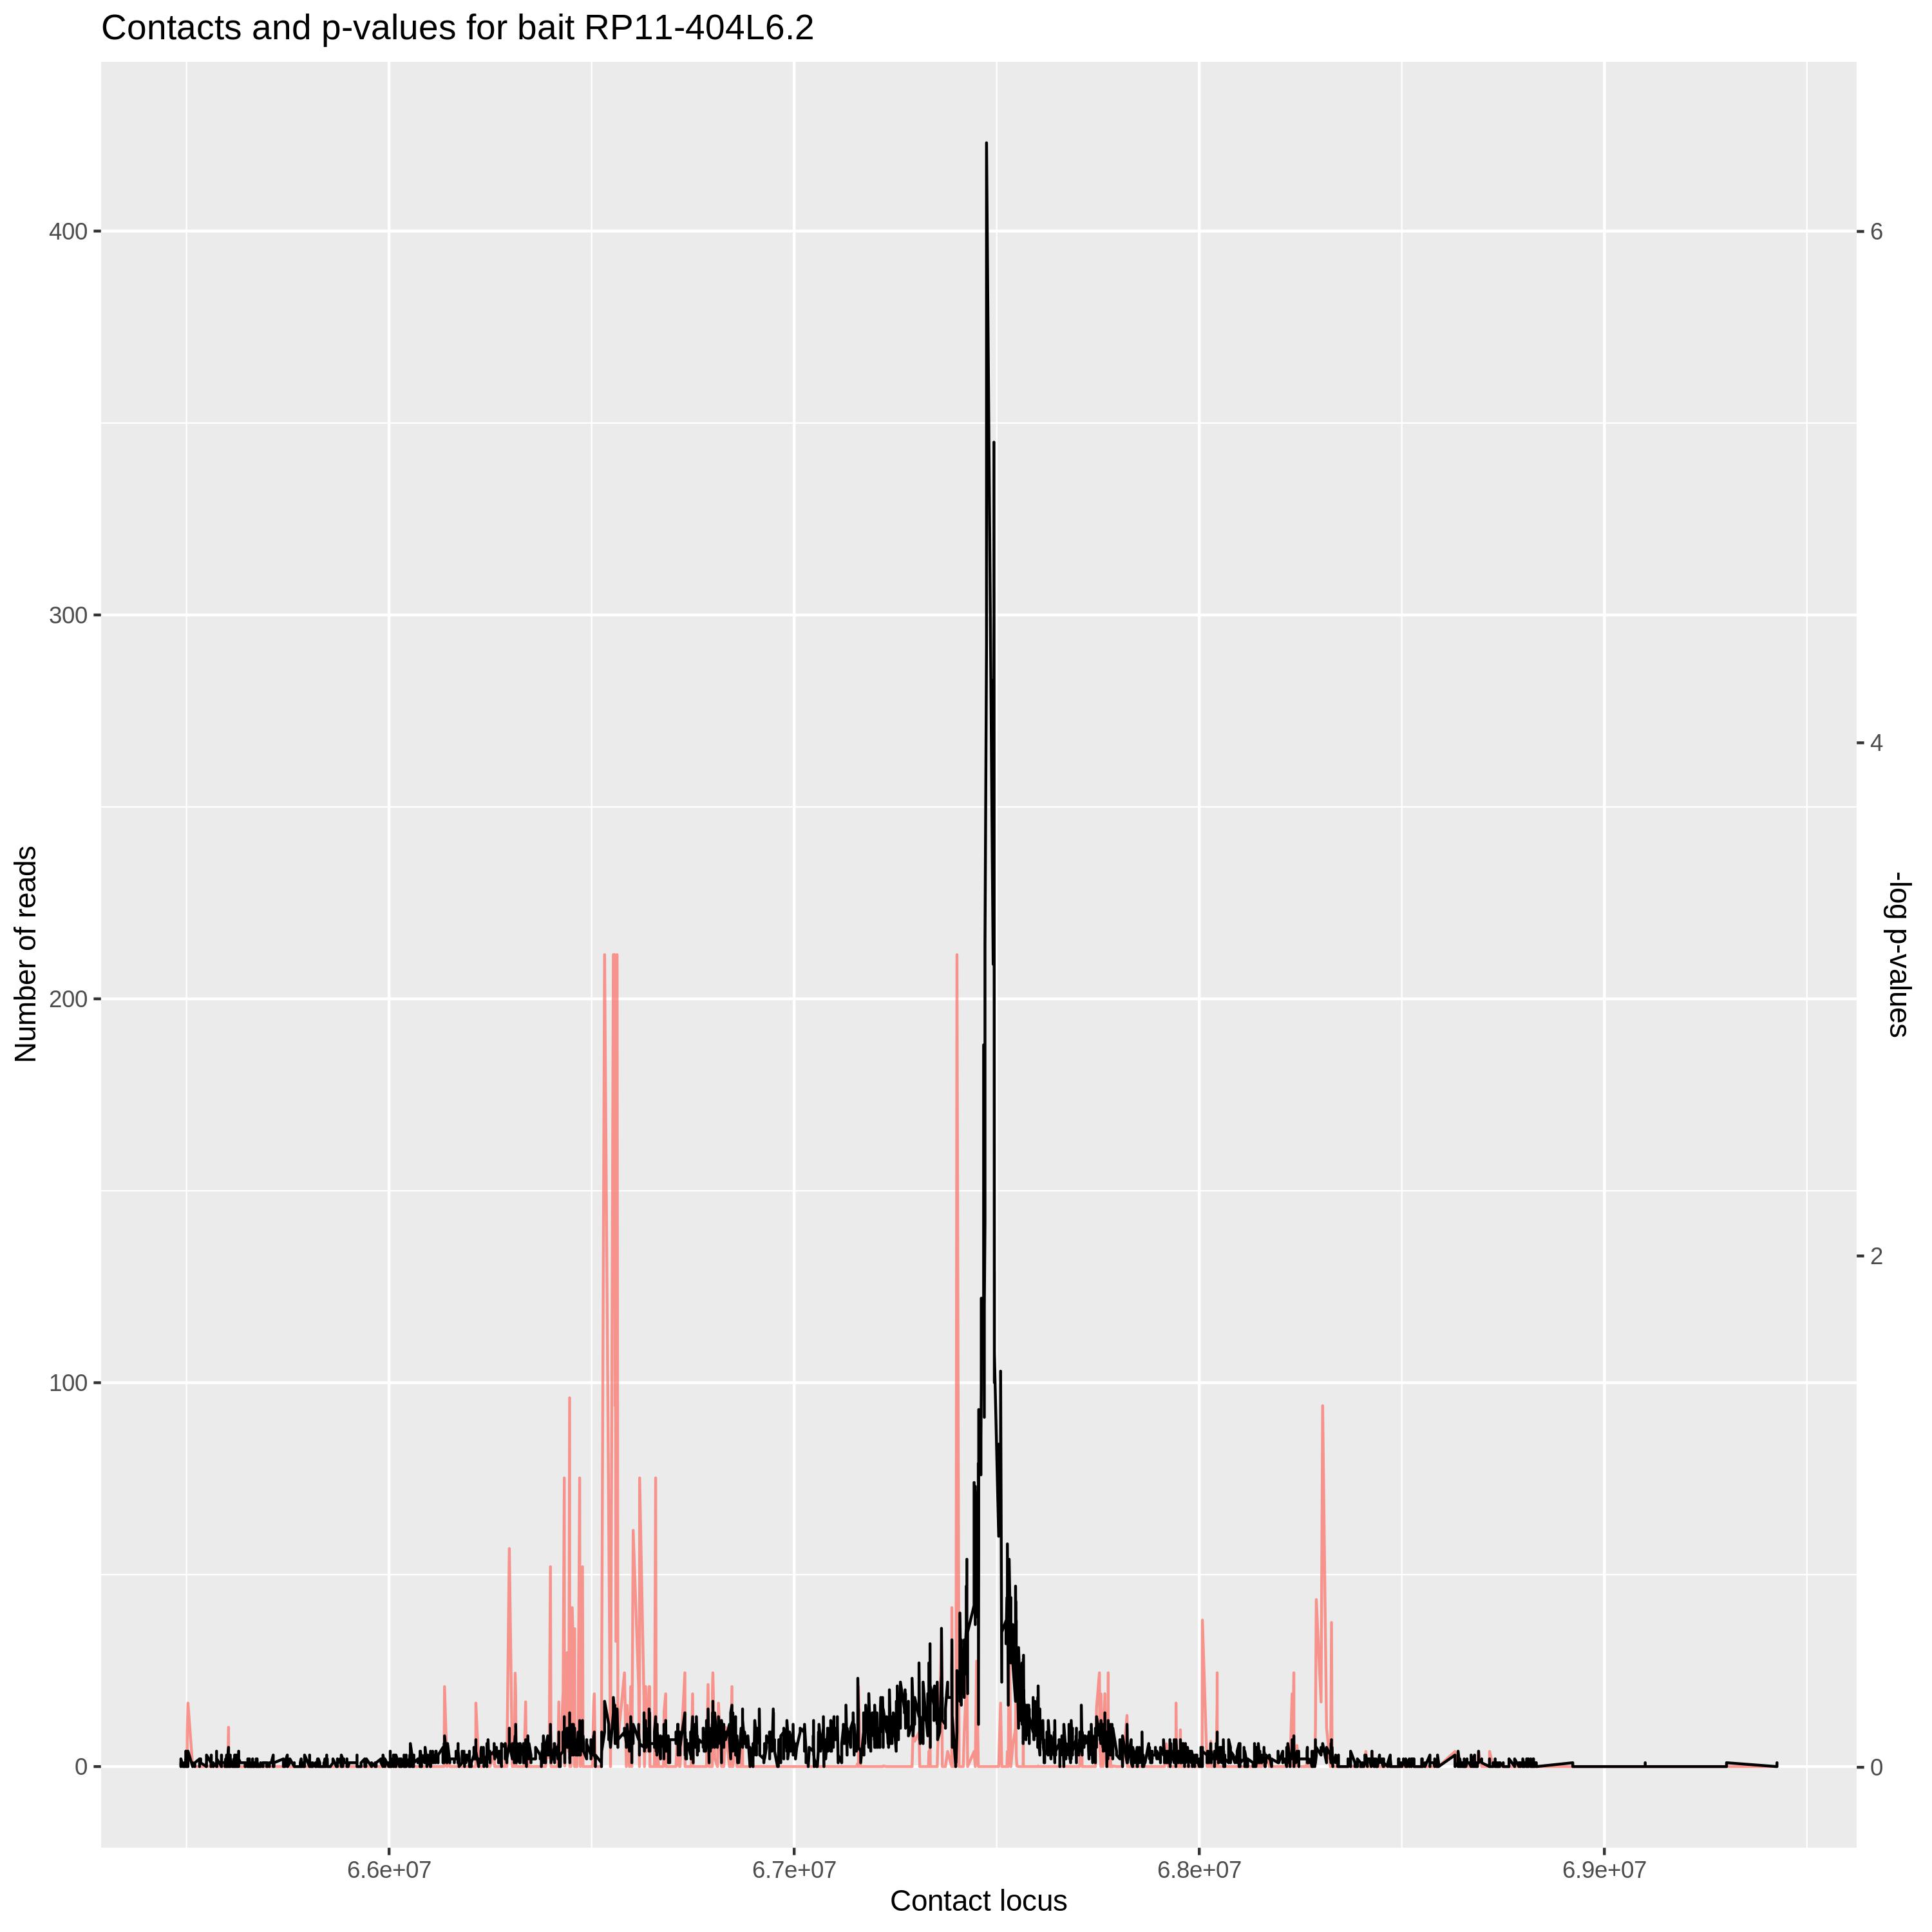 Contacts and p-values for bait RP11-404L6.2
400
300
200
100
0
6
4
2
0
Number of reads
-log p-values
6.6e+07
6.7e+07
6.8e+07
6.9e+07
Contact locus